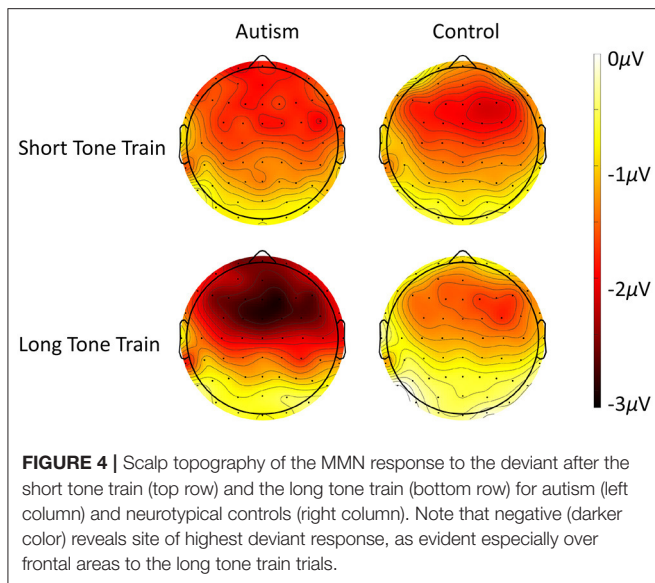 Autism Control
0µV
Short Tone Train
-1µV
-2µV
Long Tone Train
-3µV
FIGURE 4 | Scalp topography of the MMN response to the deviant after the
short tone train (top row) and the long tone train (bottom row) for autism (left
column) and neurotypical controls (right column). Note that negative (darker
color) reveals site of highest deviant response, as evident especially over
frontal areas to the long tone train trials.